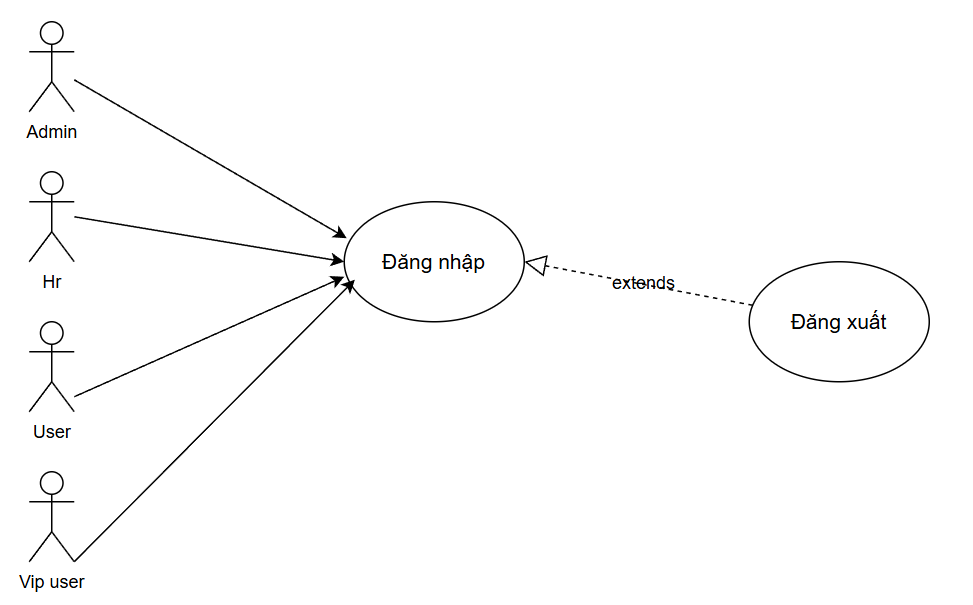 Admin
Hr
Đăng nhập
extends
Đăng xuất
User
Vip user